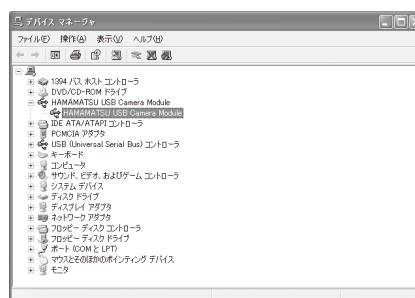 デバイス マネージャ
ファイル(F) 操作(A) 表示(V) ヘルプ(H)
1394 バス ホスト コントローラ
DVD/CD-ROM ドライブ
HAMAMATSU USB Camera Module
HAMAMATSU USB Camera Module
IDE ATA/ATAPI コントローラ
PCMCIA アダプタ
USB (Universal Serial Bus) コントローラ
キーボード
コンピュータ
サウンド、ビデオ、およびゲーム コントローラ
システム デバイス
ディスク ドライブ
ディスプレイ アダプタ
ネットワーク アダプタ
フロッピー ディスク コントローラ
フロッピー ディスク ドライブ
ポート (COM と LPT)
マウスとそのほかのポインティング デバイス
モニタ